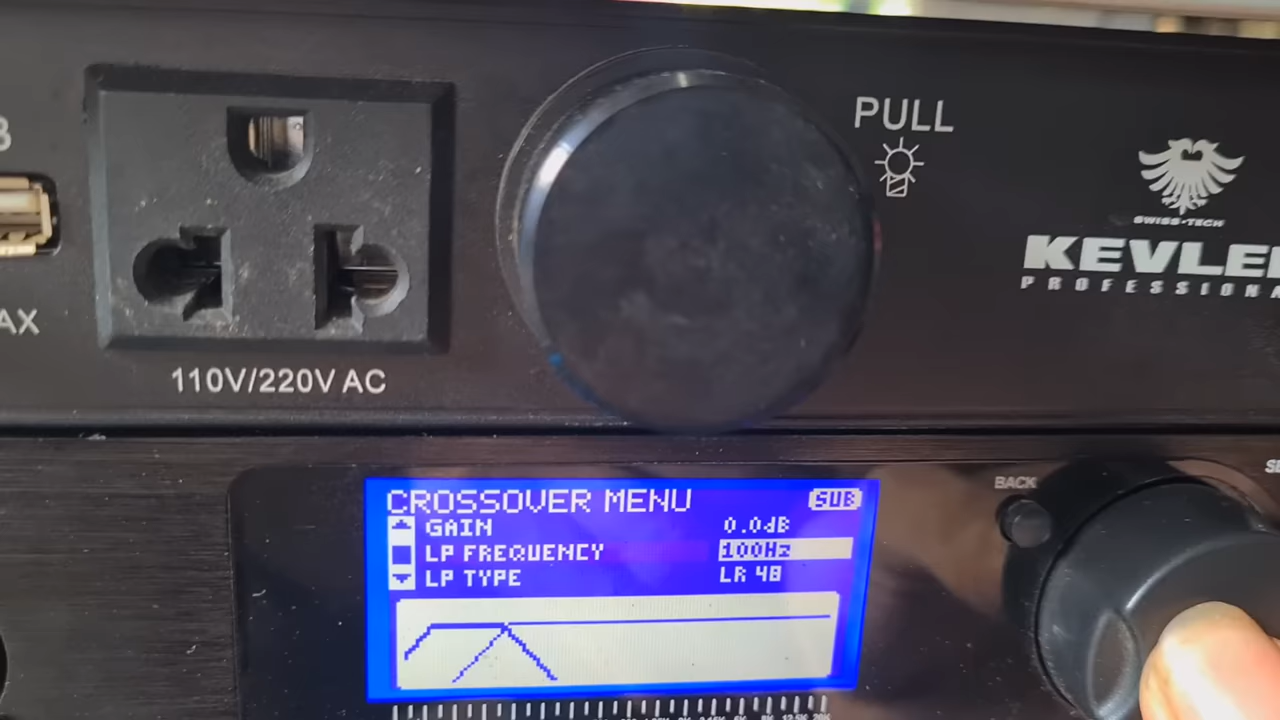 B
PULL
AX
110V/220V AC
SWISS-TECH
KEVLE
PROFESSIONA
BACK
CROSSOVER MENU SUB
GAIN 0.0dB
LP FREQUENCY 100Hz
LP TYPE LR 48